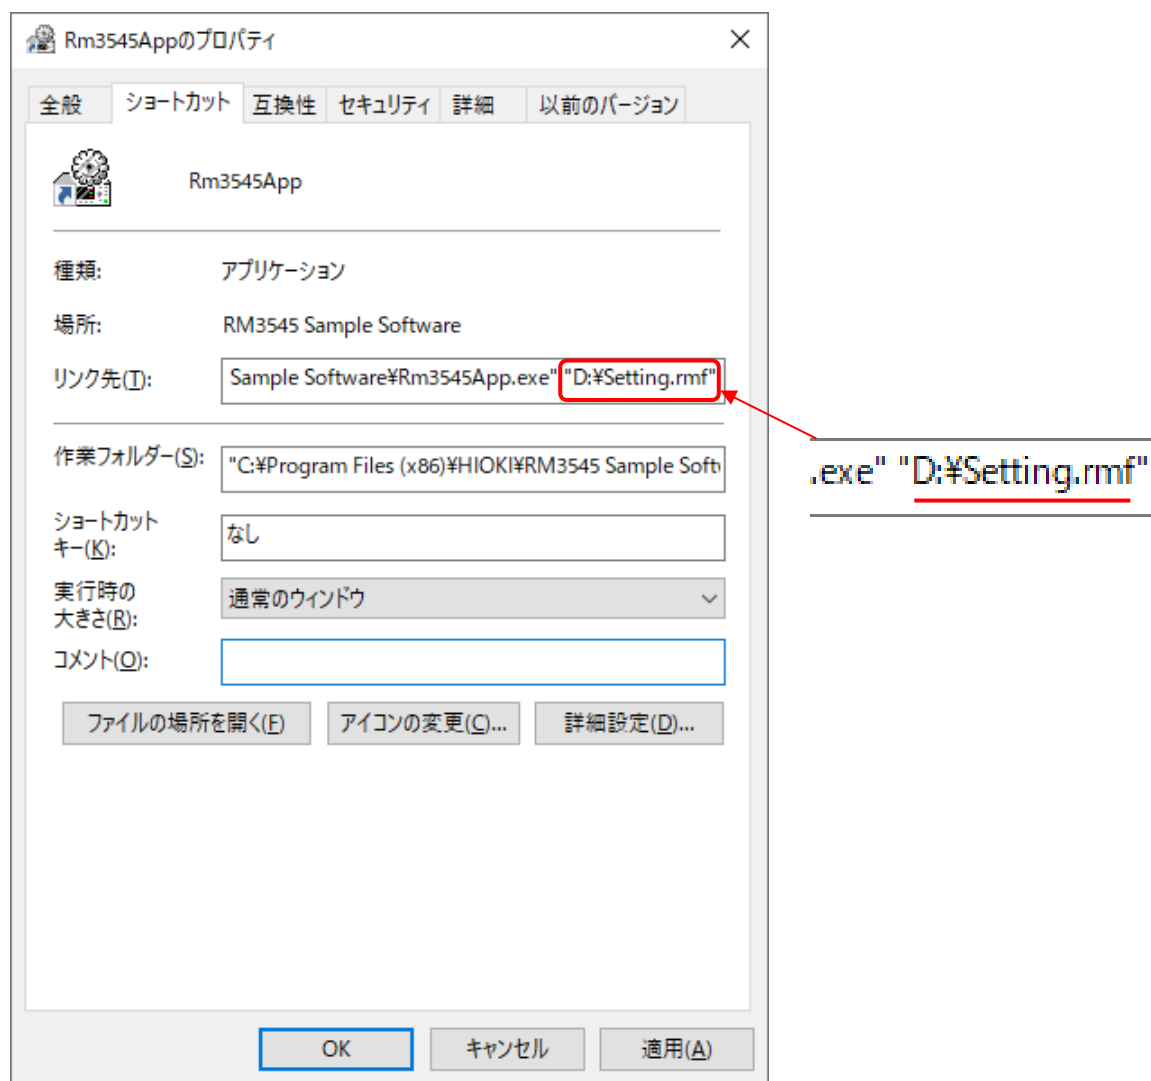 Rm3545Appのプロパティ
全般 ショートカット 互換性 セキュリティ 詳細 以前のバージョン
Rm3545App
種類: アプリケーション
場所: RM3545 Sample Software
リンク先(T): Sample Software¥Rm3545App.exe" "D:¥Setting.rmf"
.exe" "D:¥Setting.rmf"
作業フォルダー(S): "C:¥Program Files (x86)¥HIOKI¥RM3545 Sample Soft
ショートカット
キー(K): なし
実行時の
大きさ(R): 通常のウィンドウ
コメント(O):
ファイルの場所を開く(F) アイコンの変更(C)... 詳細設定(D)...
OK キャンセル 適用(A)